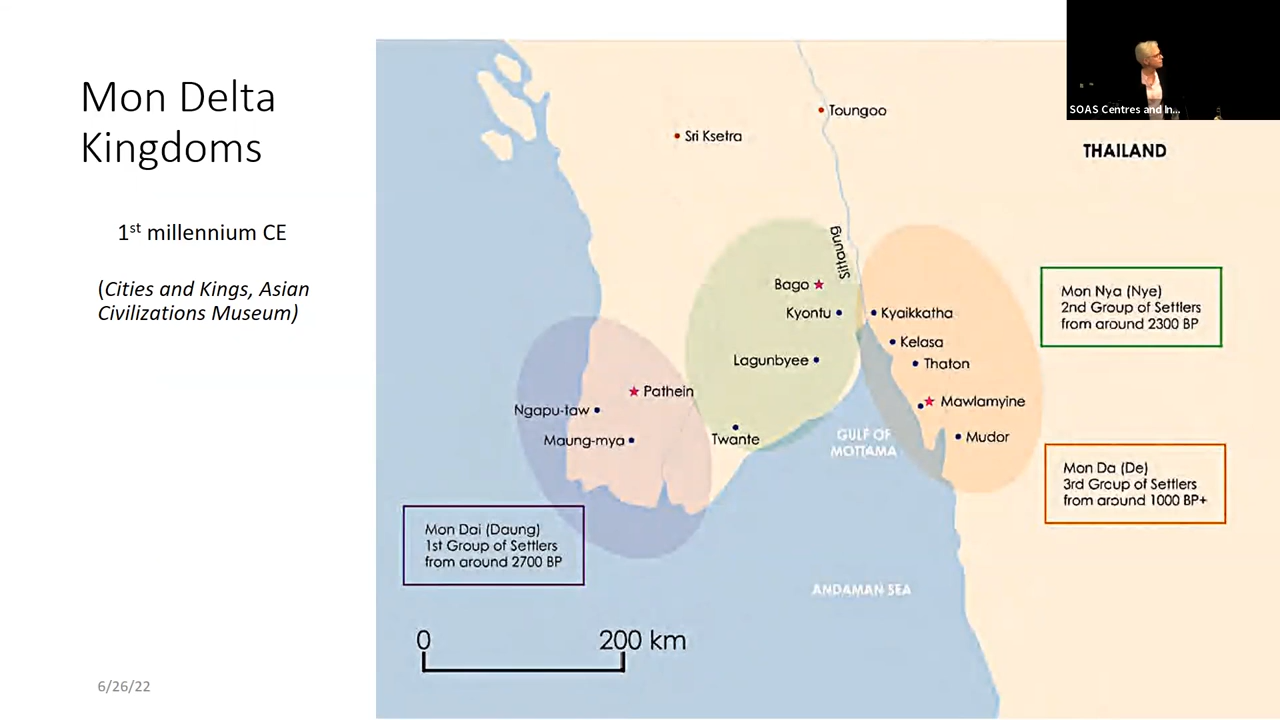 Mon Delta
Kingdoms
1st millennium CE
(Cities and Kings, Asian
Civilizations Museum)
6/26/22
SOAS Centres and In...
THAILAND
Toungoo
Sri Ksetra
Sittaung
Bago
Kyontu
Kyaikkatha
Kelasa
Lagunbyee
Thaton
Pathein
Mawlamyine
Ngapu-taw
Maung-mya
Twante
Mudor
GULF OF
MOTTAMA
Mon Nya (Nye)
2nd Group of Settlers
from around 2300 BP
Mon Da (De)
3rd Group of Settlers
from around 1000 BP+
Mon Dai (Daung)
1st Group of Settlers
from around 2700 BP
ANDAMAN SEA
0 200 km